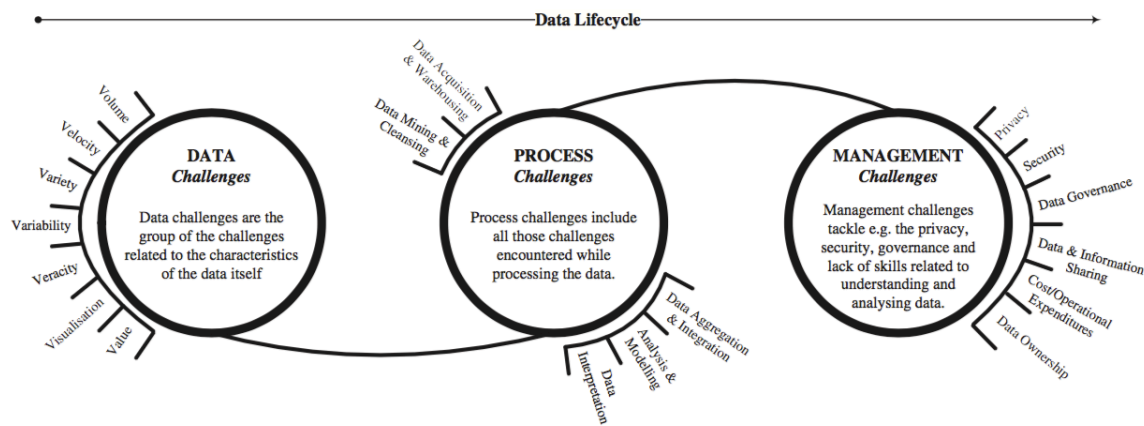 Data Lifecycle
Volume
Velocity
Variety
Variability
Veracity
Visualisation
Value
DATA
Challenges
Data challenges are the
group of the challenges
related to the characteristics
of the data itself
Data Acquisition
& Warehousing
Data Mining &
Cleansing
PROCESS
Challenges
Process challenges include
all those challenges
encountered while
processing the data.
Data Aggregation
& Integration
Analysis &
Modelling
Data
Interpretation
MANAGEMENT
Challenges
Management challenges
tackle e.g. the privacy,
security, governance and
lack of skills related to
understanding and
analysing data.
Privacy
Security
Data Governance
Data & Information
Sharing
Cost/Operational
Expenditures
Data Ownership